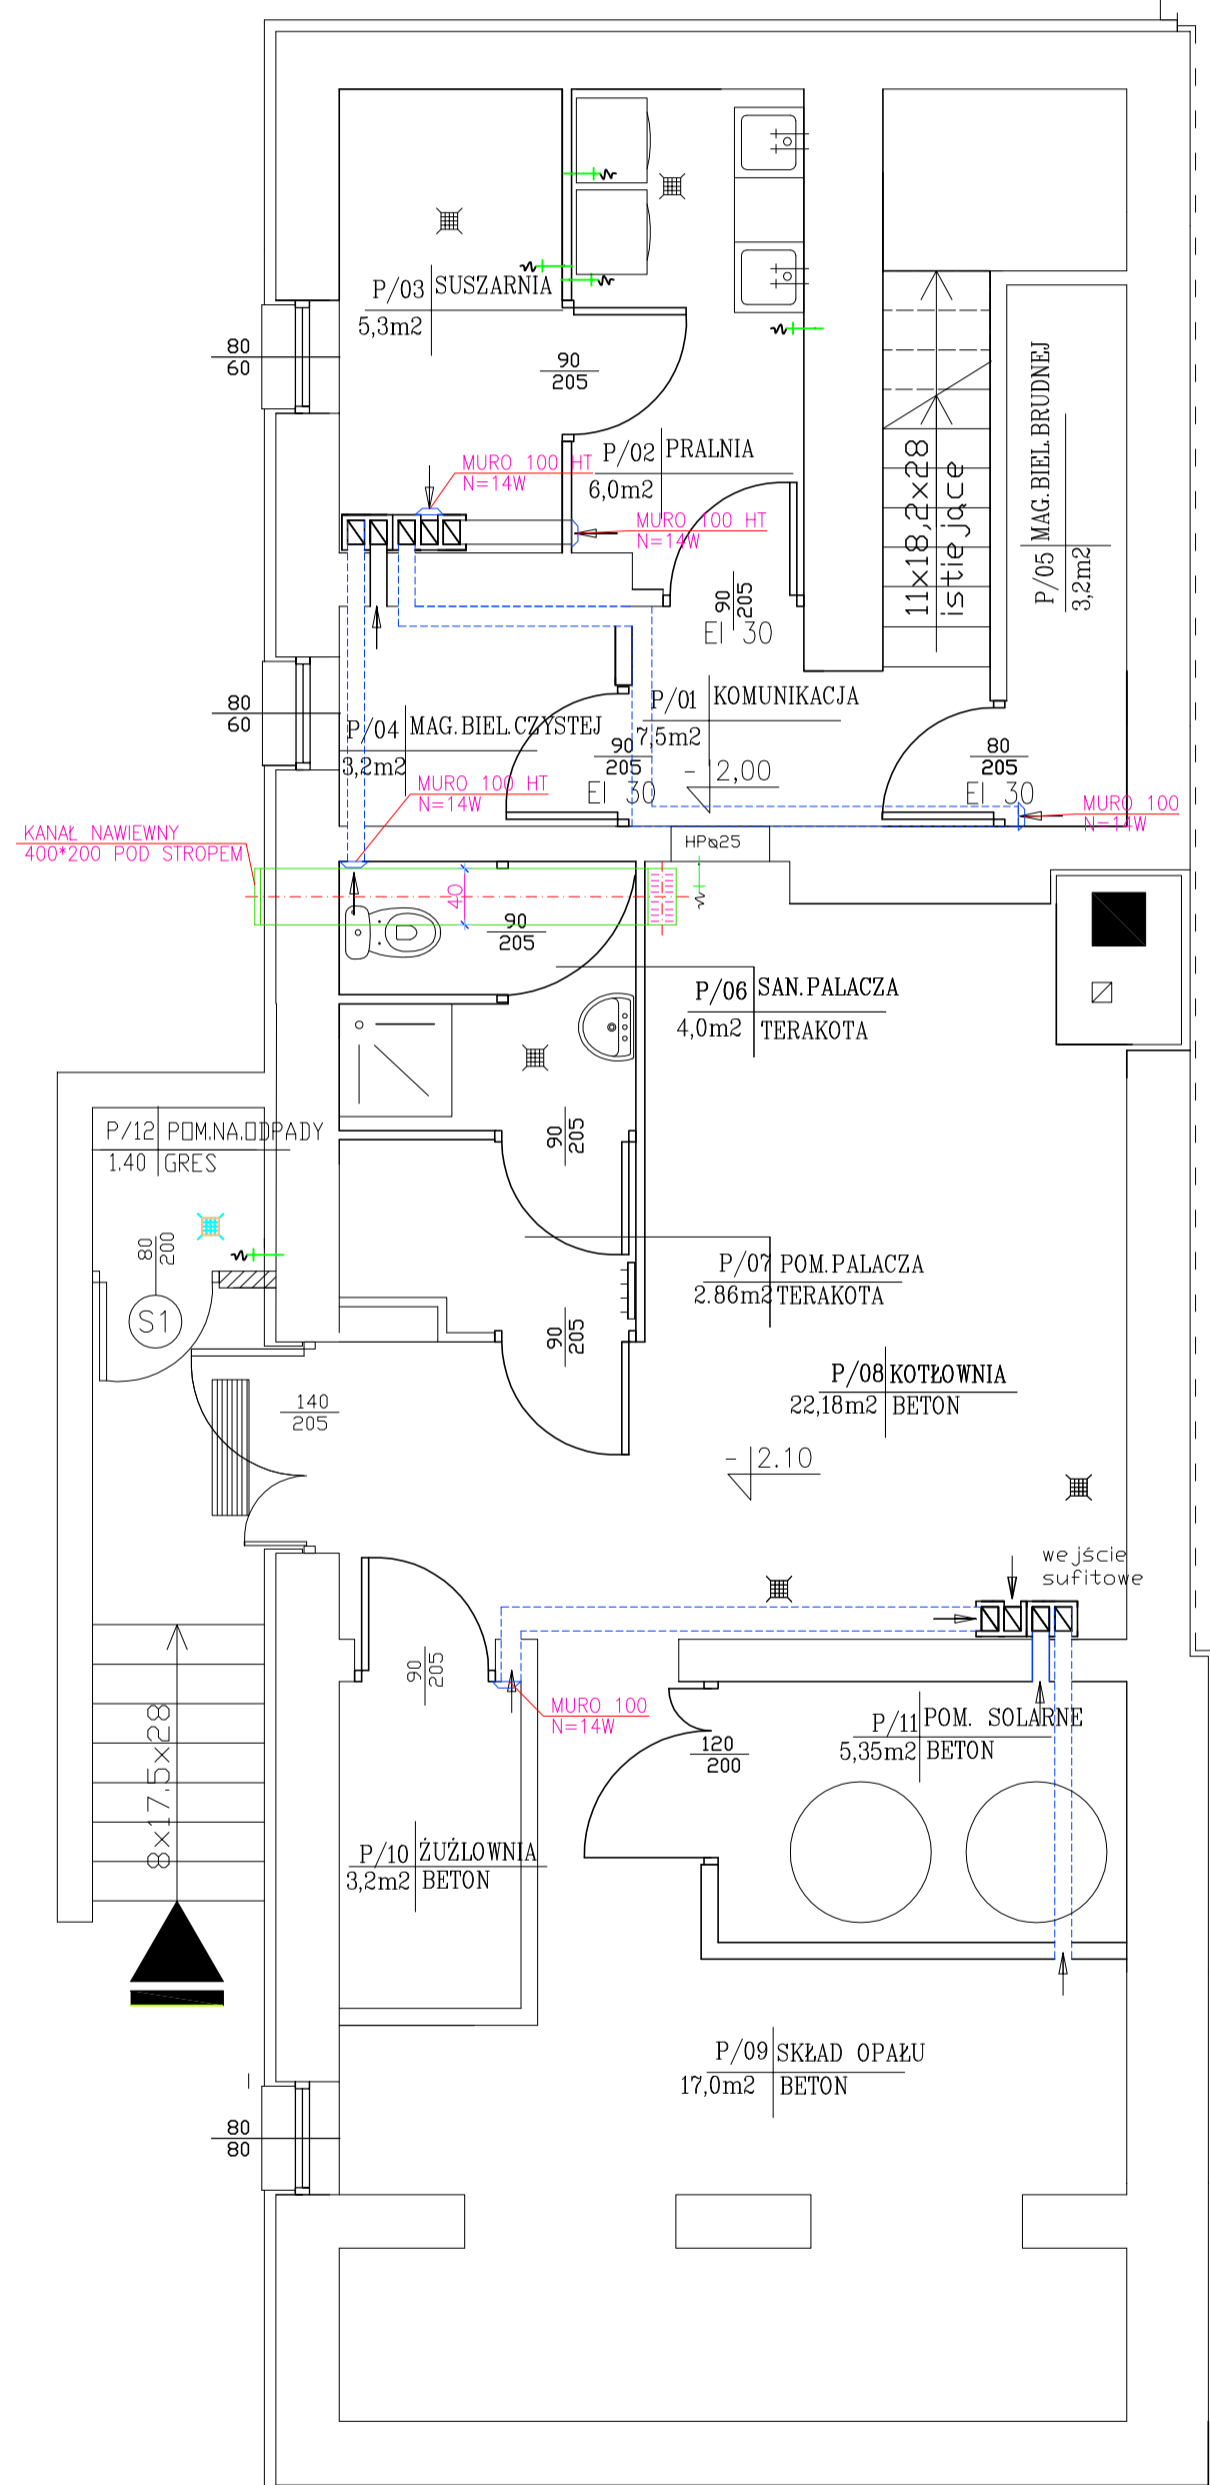 P/03 SUSZARNIA
5,3m2
80
60
90
205
P/02 PRALNIA
6,0m2
MURO 100 HT
N=14W
MURO 100 HT
N=14W
90
205
EI 30
11x18,2x28
istiejące
P/05 MAG.BIEL.BRUDNEJ
3,2m2
80
60
P/04 MAG.BIEL.CZYSTEJ
3,2m2
P/01 KOMUNIKACJA
7,5m2
90
205
EI 30
- 2,00
80
205
EI 30
MURO 100 HT
N=14W
MURO 100
N=14W
KANAŁ NAWIEWNY
400*200 POD STROPEM
HPø25
40
90
205
P/06 SAN.PALACZA
4,0m2 TERAKOTA
P/12 POM.NA.ODPADY
1.40 GRES
90
205
80
200
S1
P/07 POM.PALACZA
2.86m2 TERAKOTA
90
205
P/08 KOTŁOWNIA
22,18m2 BETON
140
205
- 2.10
wejście
sufitowe
90
205
MURO 100
N=14W
P/11 POM. SOLARNE
5,35m2 BETON
120
200
8x17.5x28
P/10 ŻUŻLOWNIA
3,2m2 BETON
P/09 SKŁAD OPAŁU
17,0m2 BETON
80
80